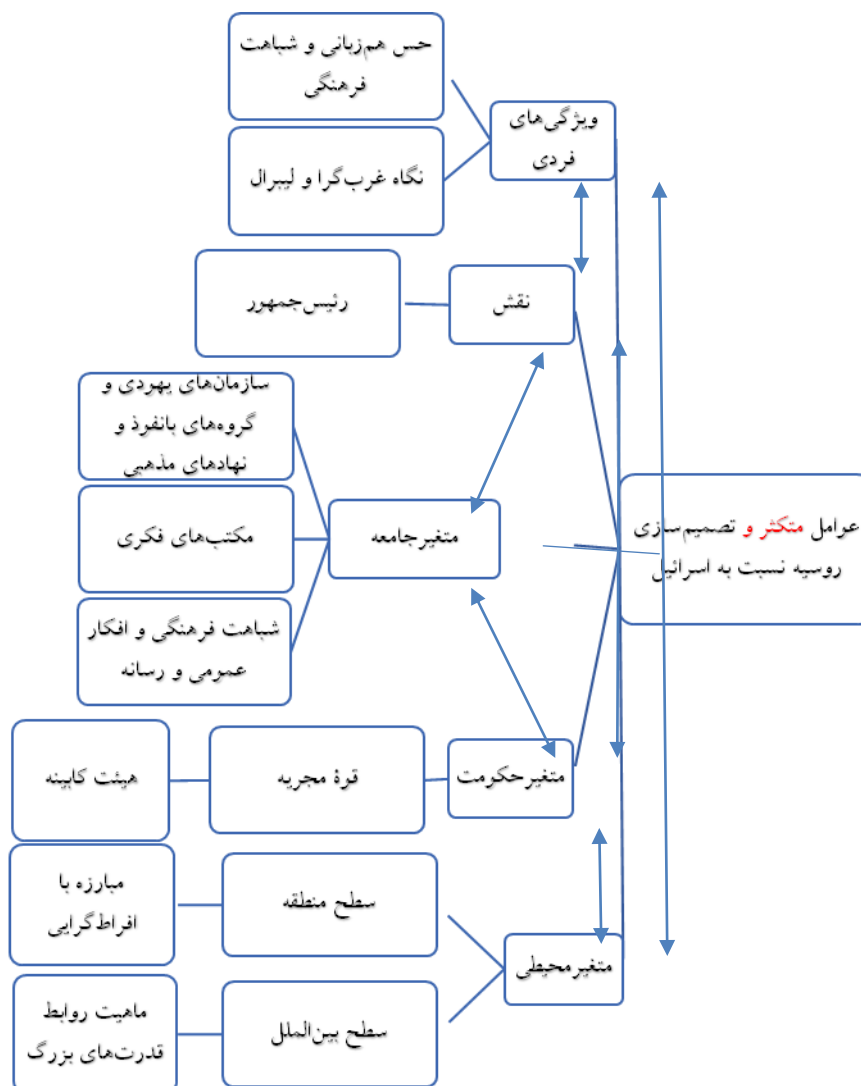 حس هم‌زبانی و شباهت
فرهنگی
ویژگی‌های
فردی
نگاه غرب‌گرا و لیبرال
نقش
رئیس‌جمهور
سازمان‌های یهودی و
گروه‌های بانفوذ و
نهادهای مذهبی
مکتب‌های فکری
متغیرجامعه
شباهت فرهنگی و افکار
عمومی و رسانه
عوامل متکثر و تصمیم‌سازی
روسیه نسبت به اسرائیل
متغیرحکومت
قوۀ مجریه
هیئت کابینه
سطح منطقه
مبارزه با
افراط‌گرایی
متغیرمحیطی
سطح بین‌الملل
ماهیت روابط
قدرت‌های بزرگ